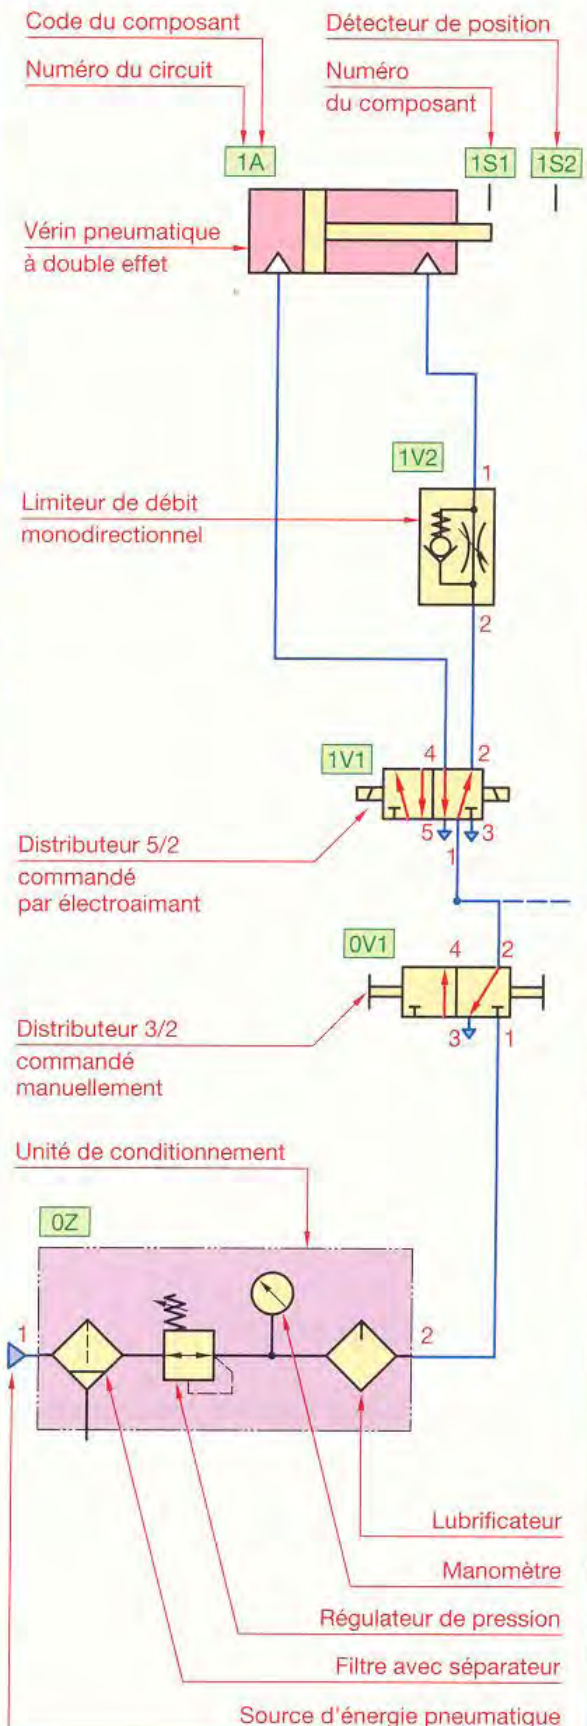 Code du composant
Détecteur de position
Numéro du circuit
Numéro
du composant
1A
1S1
1S2
Vérin pneumatique
à double effet
1V2
1
Limiteur de débit
monodirectionnel
2
1V1
4
2
5
3
1
Distributeur 5/2
commandé
par électroaimant
0V1
4
2
3
1
Distributeur 3/2
commandé
manuellement
Unité de conditionnement
0Z
1
2
Lubrificateur
Manomètre
Régulateur de pression
Filtre avec séparateur
Source d'énergie pneumatique